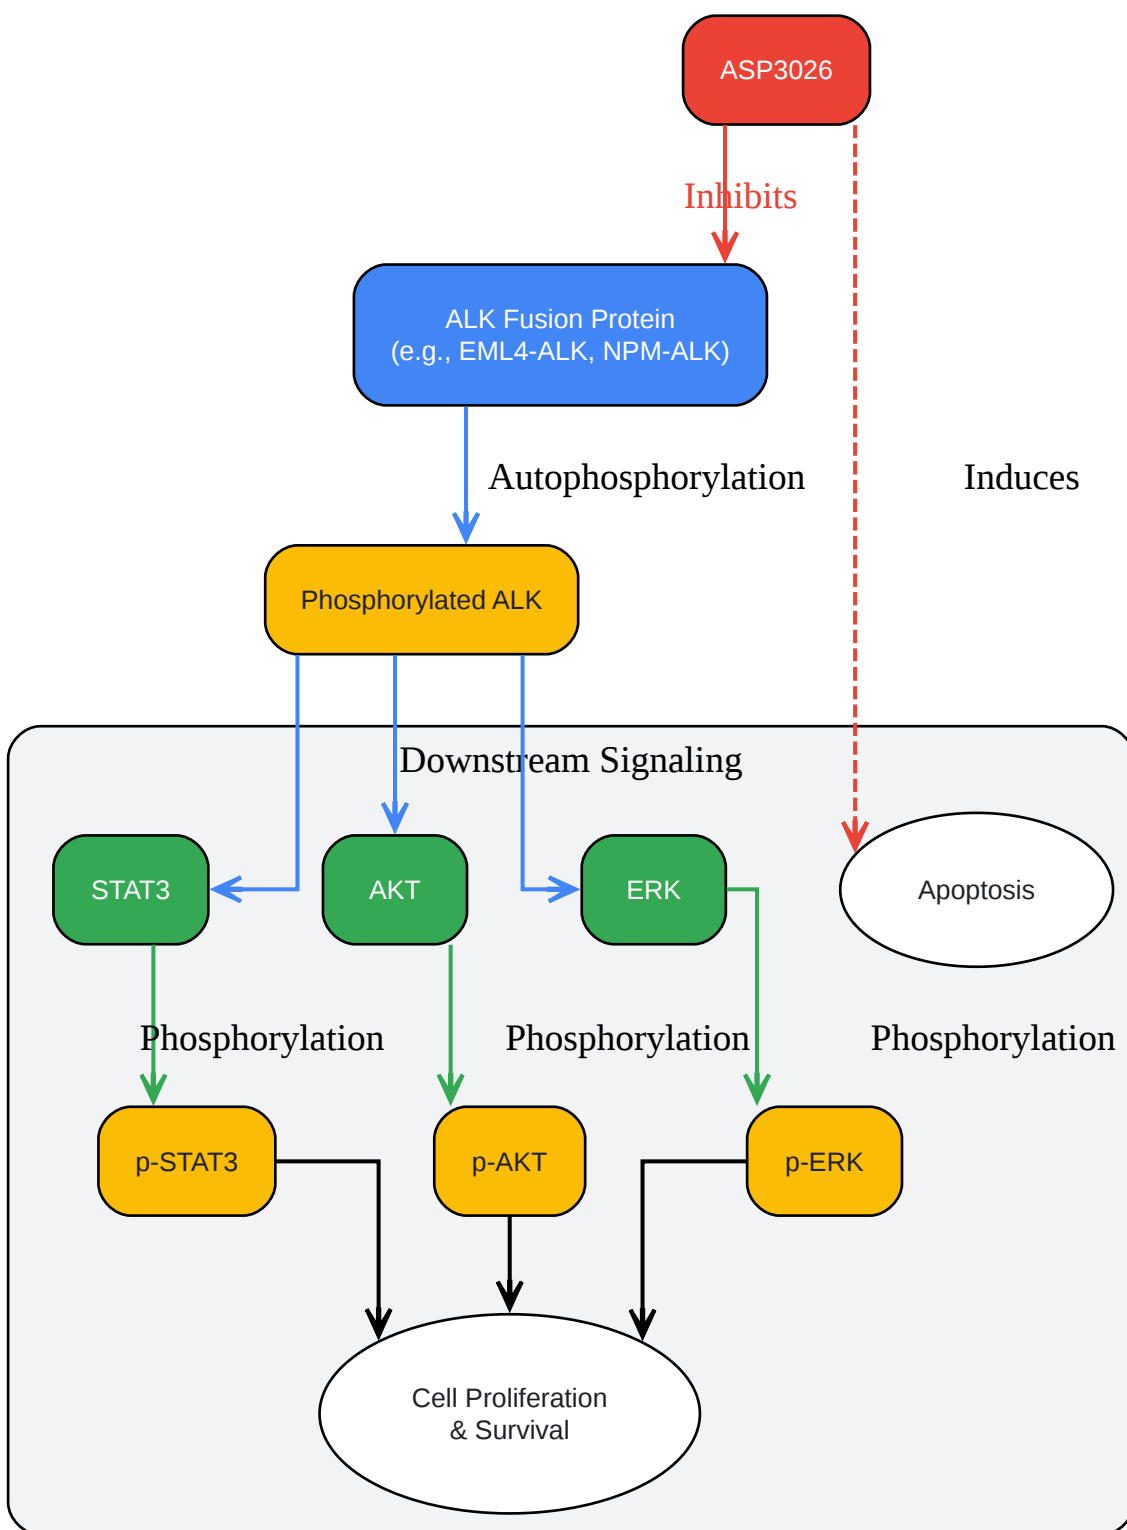 ASP3026
Inhibits
ALK Fusion Protein
(e.g., EML4-ALK, NPM-ALK)
Autophosphorylation
Induces
Phosphorylated ALK
Downstream Signaling
STAT3
AKT
ERK
Apoptosis
Phosphorylation
Phosphorylation
Phosphorylation
p-STAT3
p-AKT
p-ERK
Cell Proliferation
& Survival